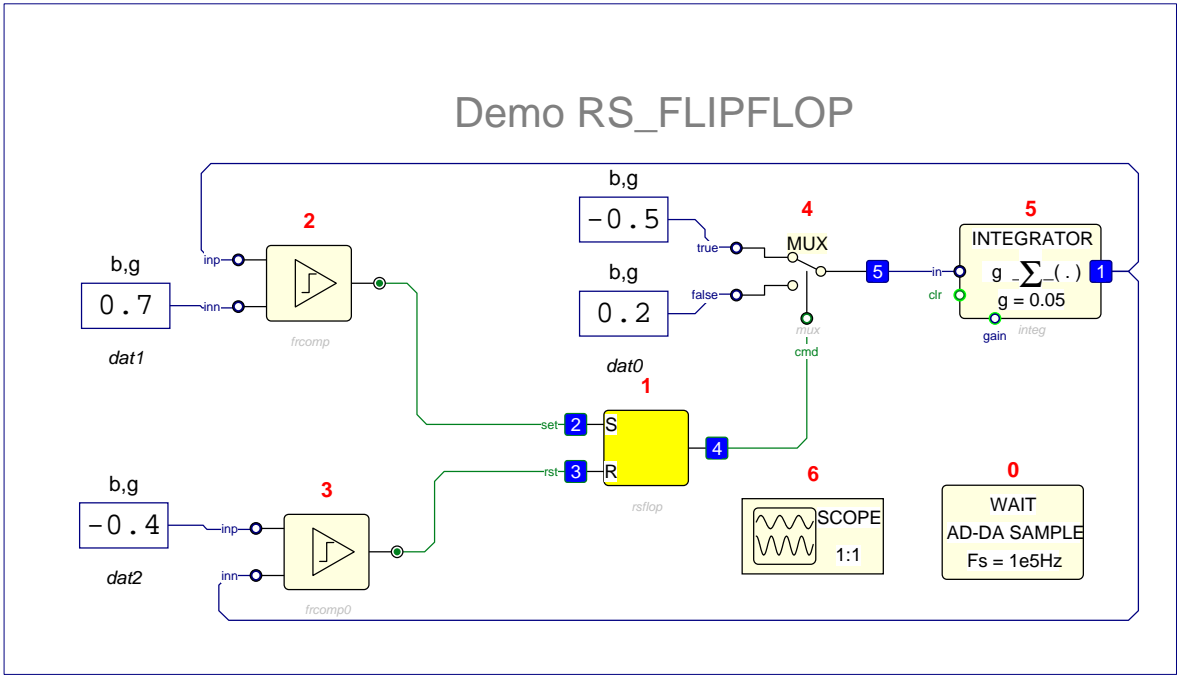 Demo RS_FLIPFLOP
b,g
-0.5
true
b,g
0.2
false
dat0
4
MUX
mux
cmd
5
5
INTEGRATOR
in
g _Σ_(.)
1
clr
g = 0.05
integ
gain
2
inp
inn
frcomp
b,g
0.7
dat1
1
set
2
S
rst
3
R
4
rsflop
b,g
-0.4
dat2
3
inp
inn
frcomp0
6
SCOPE
1:1
0
WAIT
AD-DA SAMPLE
Fs = 1e5Hz